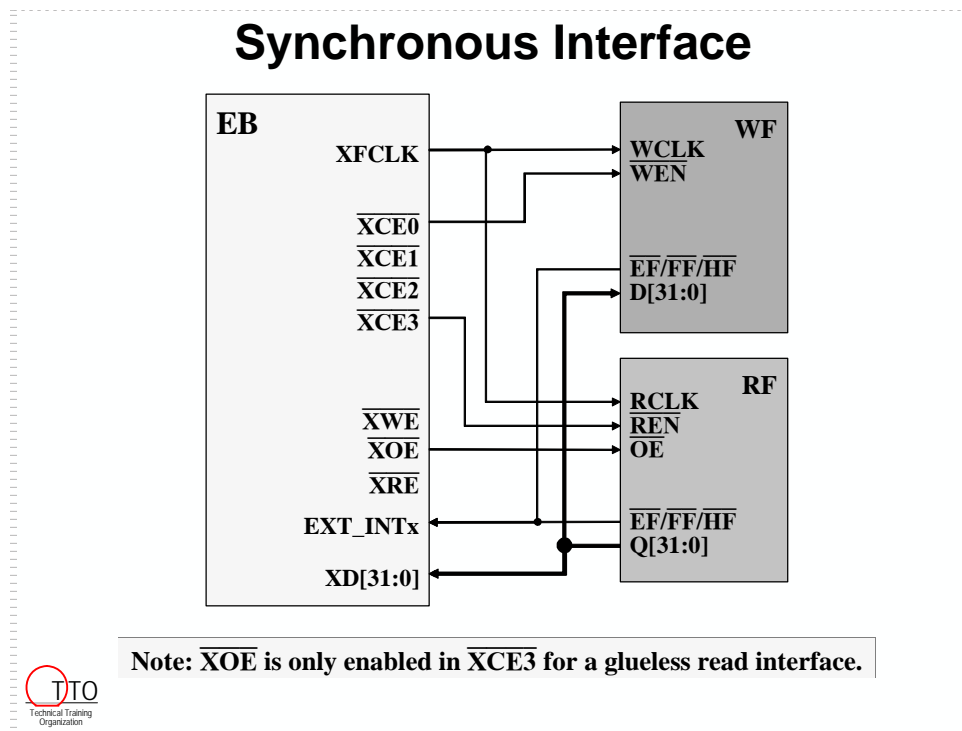 Synchronous Interface
EB
XFCLK
XCE0
XCE1
XCE2
XCE3
XWE
XOE
XRE
EXT_INTx
XD[31:0]
WF
WCLK
WEN
EF/FF/HF
D[31:0]
RF
RCLK
REN
OE
EF/FF/HF
Q[31:0]
Note: XOE is only enabled in XCE3 for a glueless read interface.
TTO
Technical Training
Organization